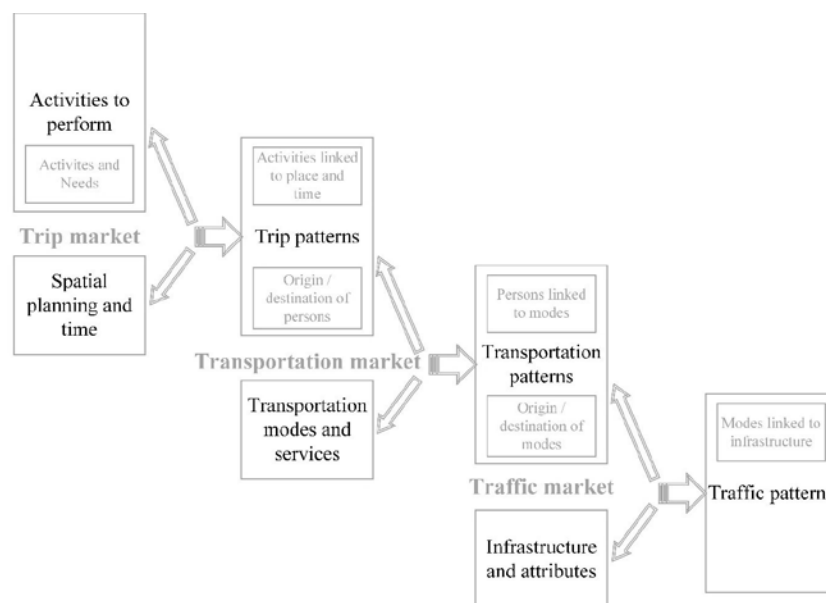 Activities to
perform
Activites and
Needs
Trip market
Spatial
planning and
time
Activities linked
to place and
time
Trip patterns
Origin /
destination of
persons
Transportation market
Transportation
modes and
services
Persons linked
to modes
Transportation
patterns
Origin /
destination of
modes
Traffic market
Infrastructure
and attributes
Modes linked to
infrastructure
Traffic pattern